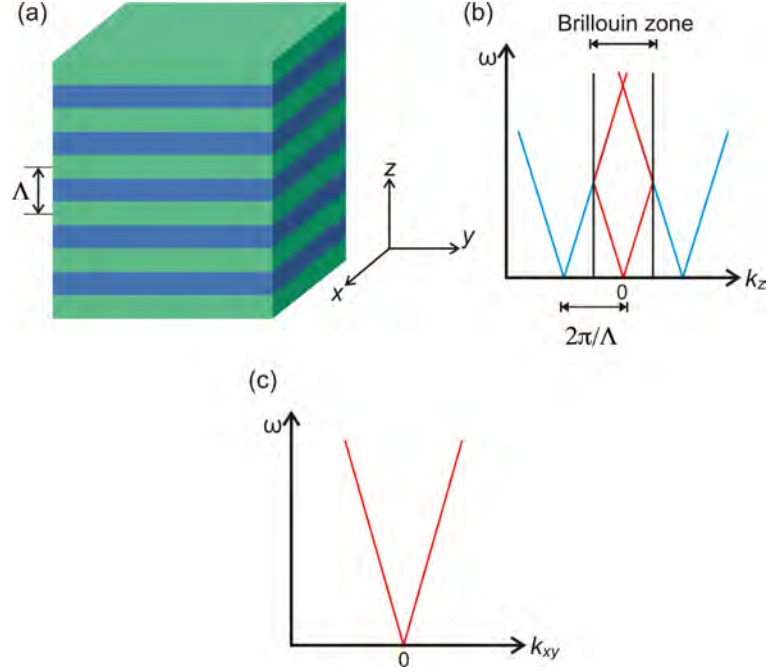 (a)
Λ
z
y
x
(b)
Brillouin zone
ω
0
k_z
2π/Λ
(c)
ω
0
k_xy